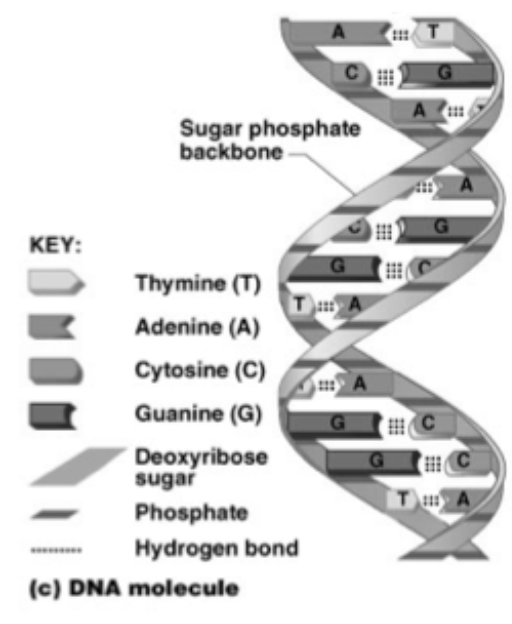 A T
C G
A T
Sugar phosphate
backbone
A
C G
G C
T A
T A
G C
G C
T A
KEY:
Thymine (T)
Adenine (A)
Cytosine (C)
Guanine (G)
Deoxyribose
sugar
Phosphate
Hydrogen bond
(c) DNA molecule